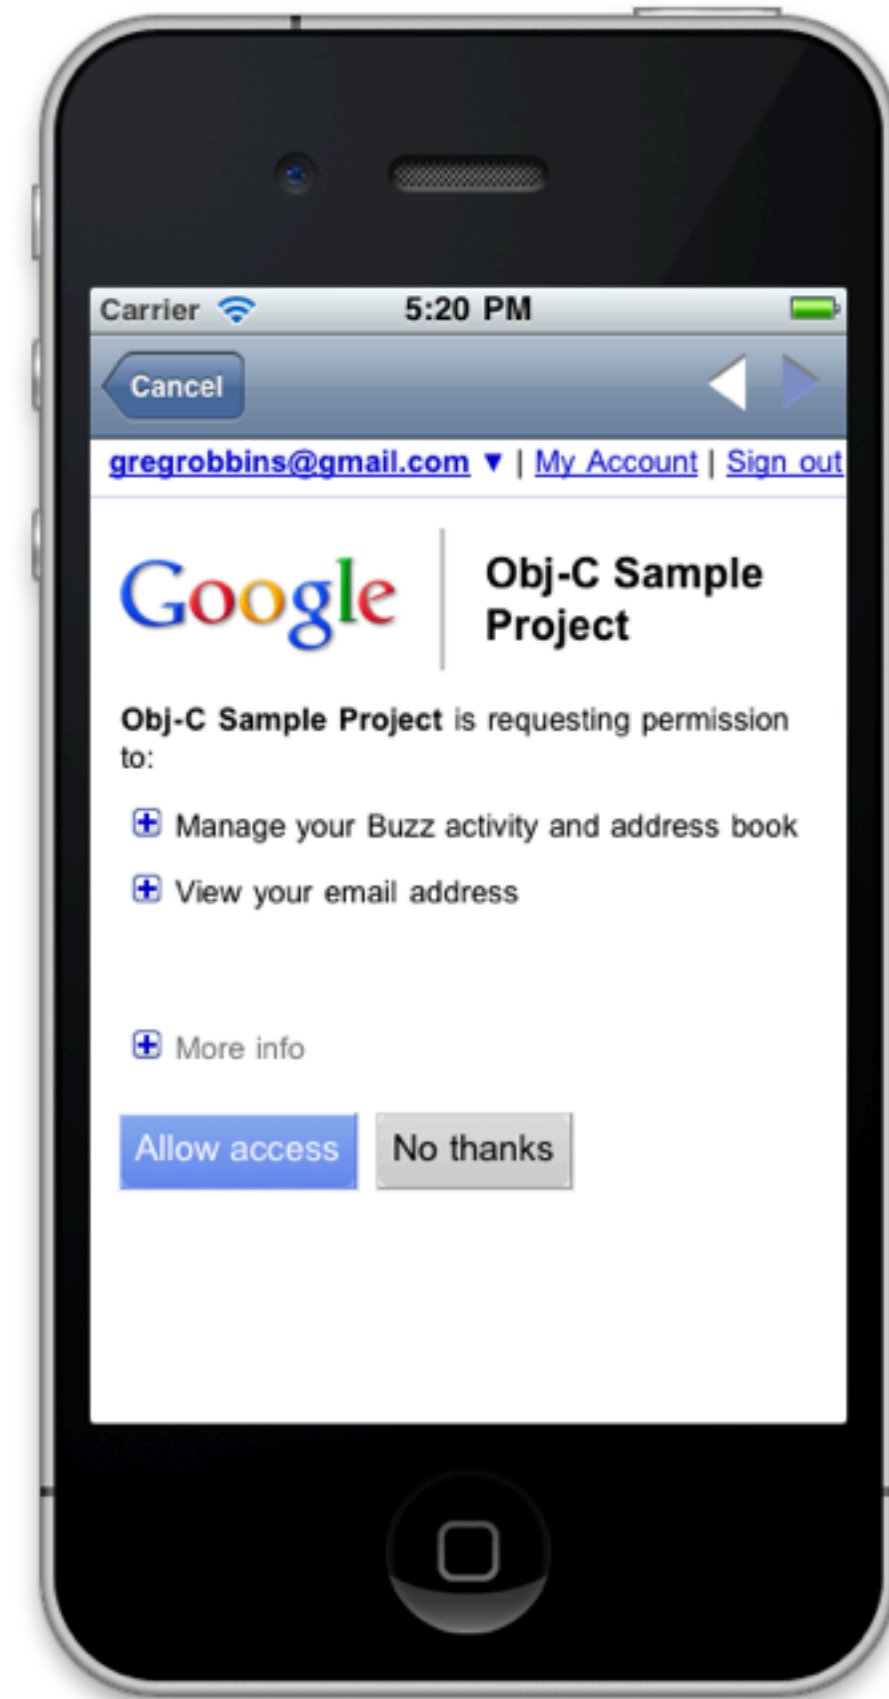 Carrier 5:20 PM
Cancel
gregrobbins@gmail.com ▼ | My Account | Sign out
Google
Obj-C Sample
Project
Obj-C Sample Project is requesting permission
to:
Manage your Buzz activity and address book
View your email address
More info
Allow access No thanks